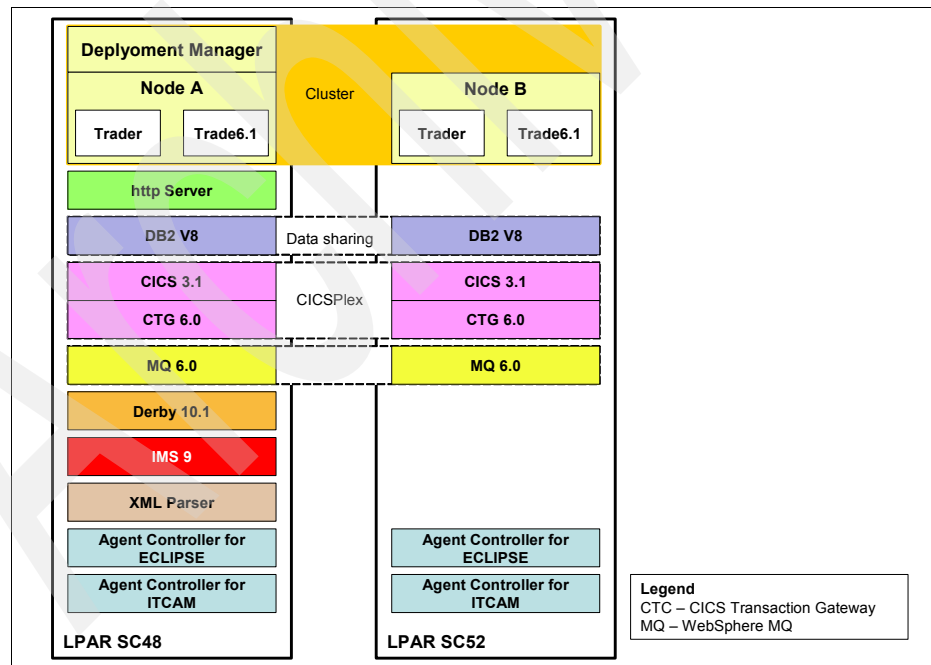 Deplyoment Manager
Node A
Trader
Trade6.1
Cluster
Node B
Trader
Trade6.1
http Server
DB2 V8
Data sharing
DB2 V8
CICS 3.1
CICSPlex
CICS 3.1
CTG 6.0
CTG 6.0
MQ 6.0
MQ 6.0
Derby 10.1
IMS 9
XML Parser
Agent Controller for
ECLIPSE
Agent Controller for
ECLIPSE
Agent Controller for
ITCAM
Agent Controller for
ITCAM
LPAR SC48
LPAR SC52
Legend
CTC – CICS Transaction Gateway
MQ – WebSphere MQ